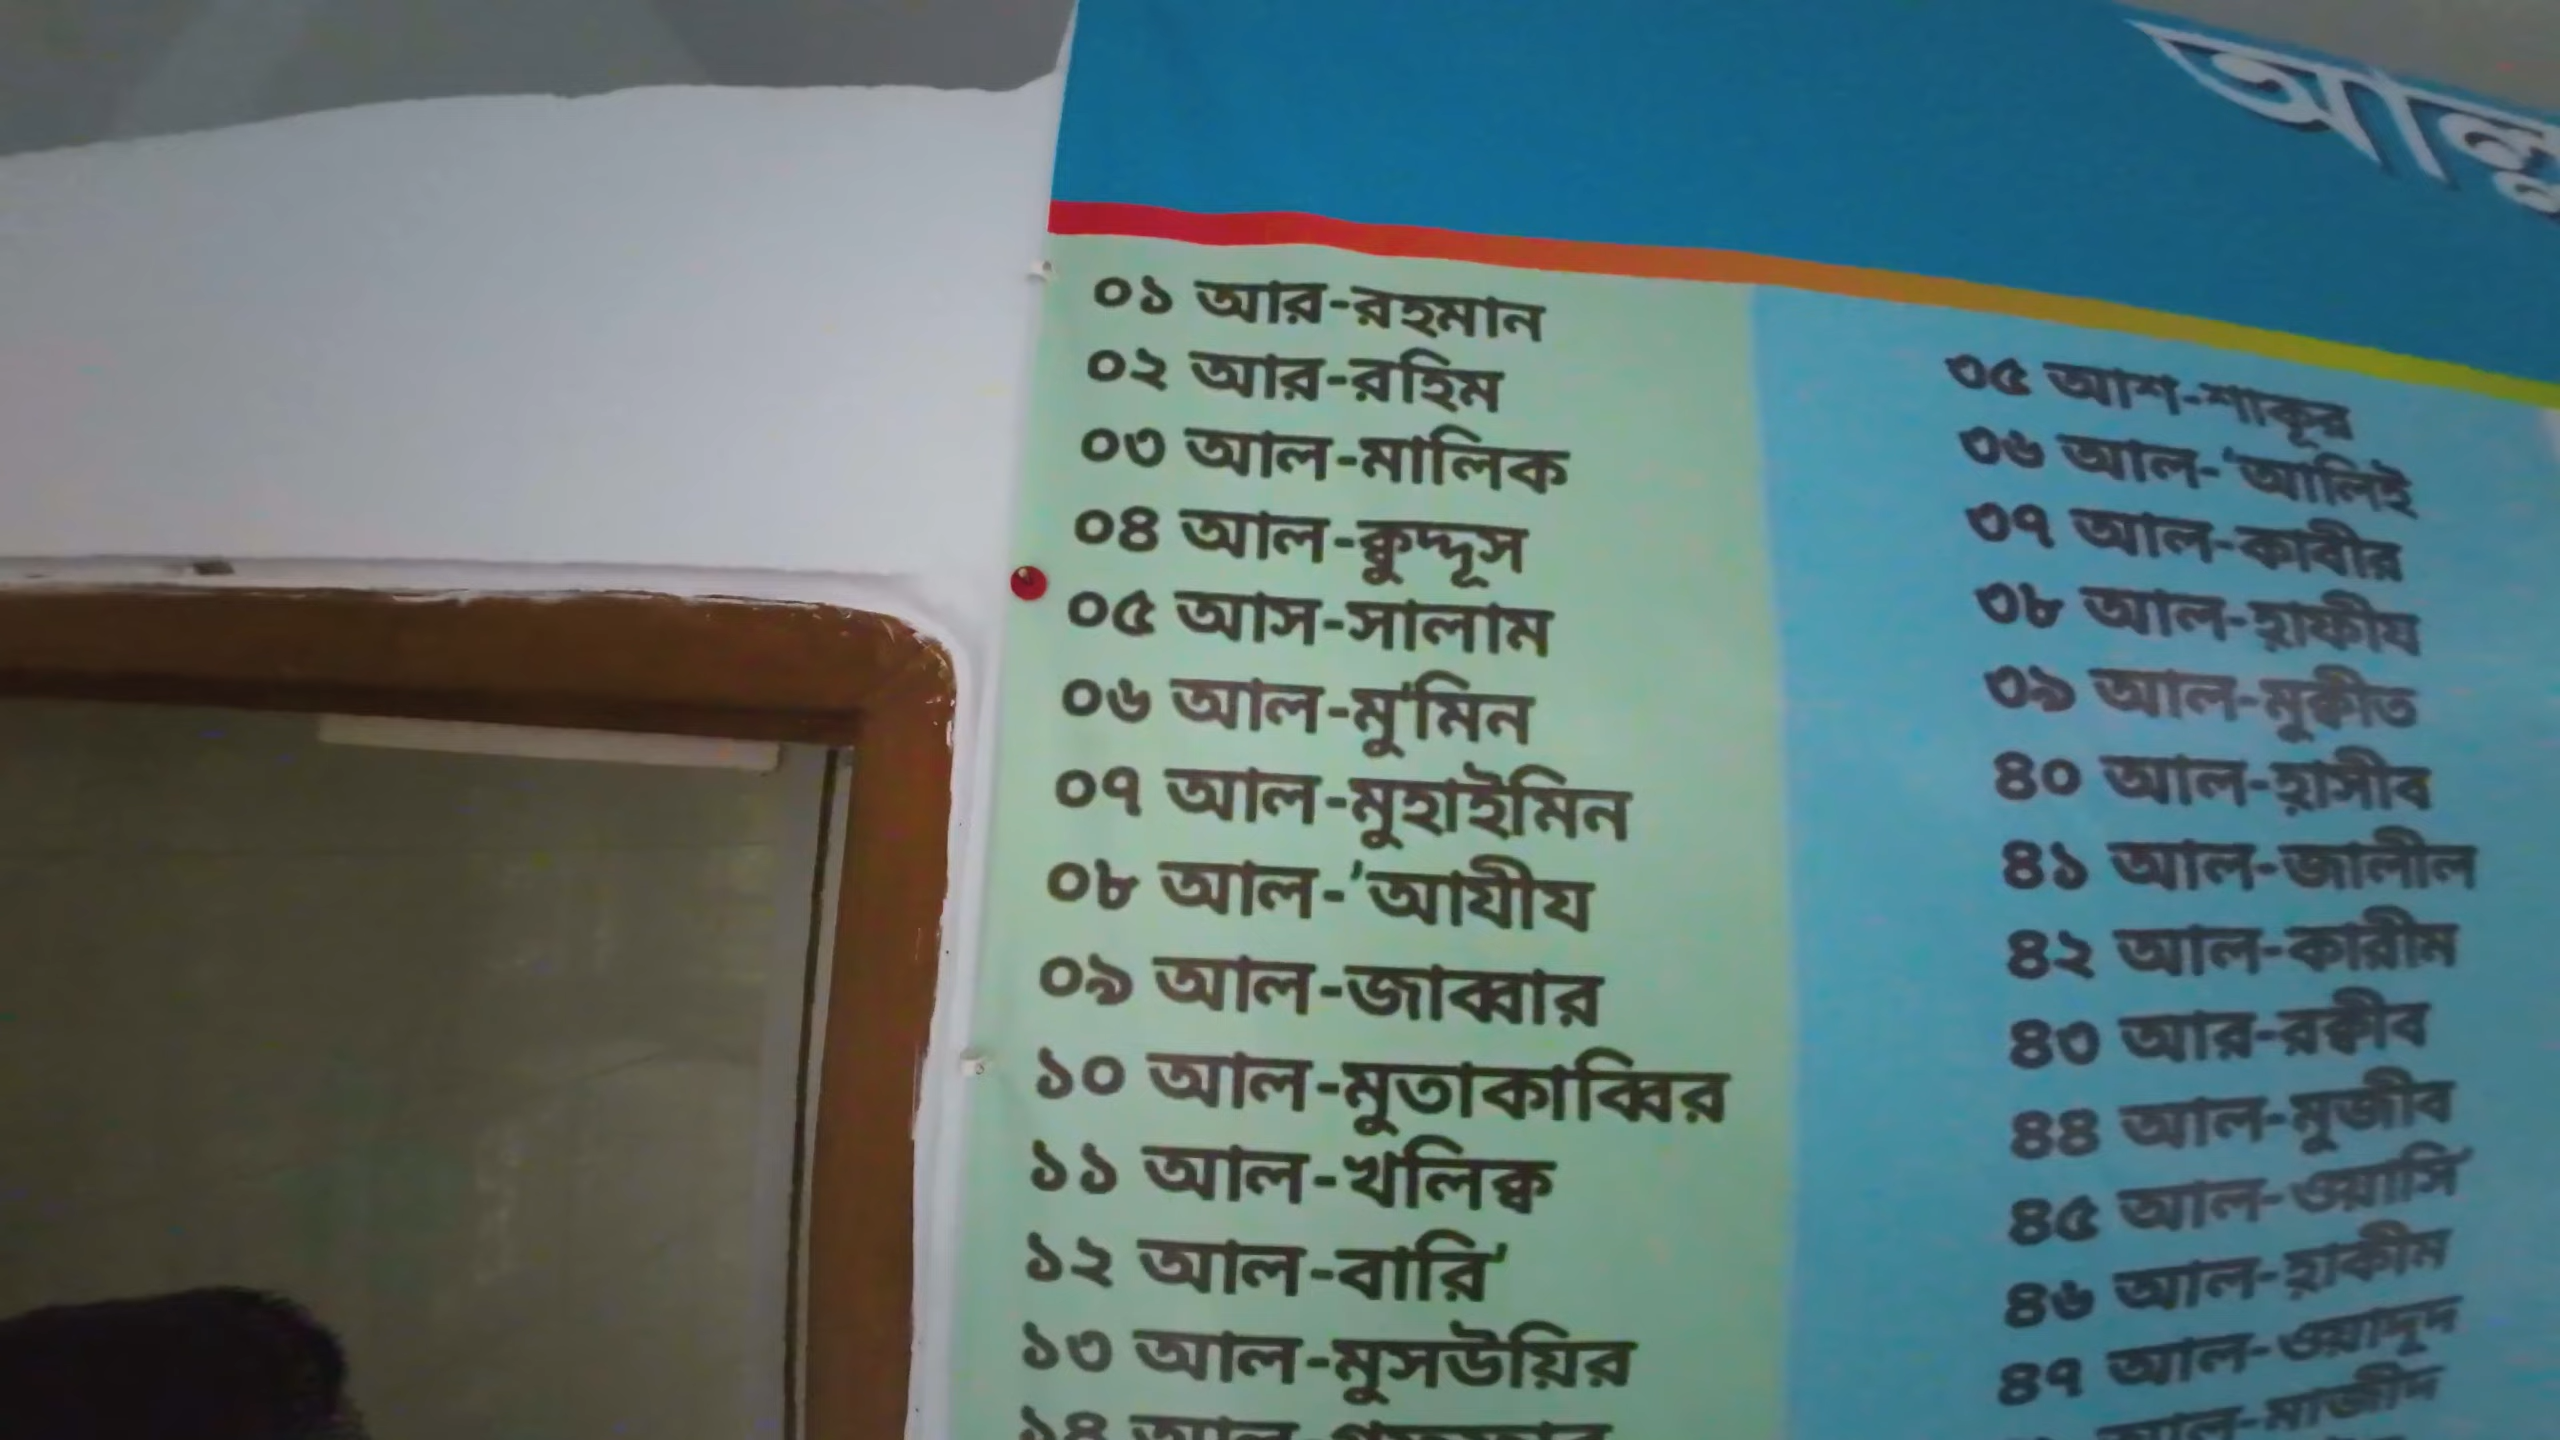 ০১ আর-রহমান
০২ আর-রহিম
০৩ আল-মালিক
০৪ আল-ক্বুদ্দূস
০৫ আস-সালাম
০৬ আল-মু'মিন
০৭ আল-মুহাইমিন
০৮ আল-'আযীয
০৯ আল-জাব্বার
১০ আল-মুতাকাব্বির
১১ আল-খলিক্ব
১২ আল-বারি'
১৩ আল-মুসউয়ির
১৪
৩৫ আশ-শাকূর
৩৬ আল-'আলিই
৩৭ আল-কাবীর
৩৮ আল-হ়াফীয
৩৯ আল-মুক্বীত
৪০ আল-হ়াসীব
৪১ আল-জালীল
৪২ আল-কারীম
৪৩ আর-রক্বীব
৪৪ আল-মুজীব
৪৫ আল-ওয়াসি'
৪৬ আল-হ়াকীম
৪৭ আল-ওয়াদূদ
আল-মাজীদ